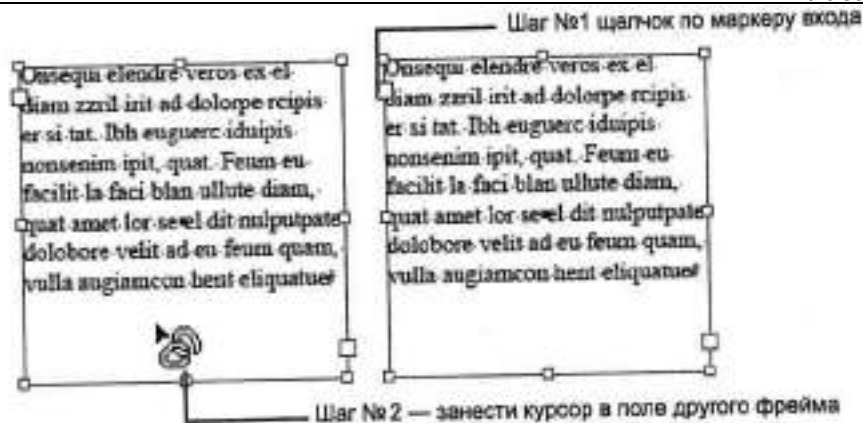 Шаг №1 щелчок по маркеру входа
Onsequi elendre veros ex el
diam zzril irit ad dolorpe rcipis
er si tat. Ibh euguerc iduipis
nonsenim ipit, quat. Feum eu
facilit la faci blan ullute diam,
quat amet lor se el dit nulputpate
dolobore velit ad eu feum quam,
vulla augiamcon hent eliquatue
Onsequi elendre veros ex el
diam zzril irit ad dolorpe rcipis
er si tat. Ibh euguerc iduipis
nonsenim ipit, quat. Feum eu
facilit la faci blan ullute diam,
quat amet lor se el dit nulputpate
dolobore velit ad eu feum quam,
vulla augiamcon hent eliquatue
Шаг №2 — занести курсор в поле другого фрейма